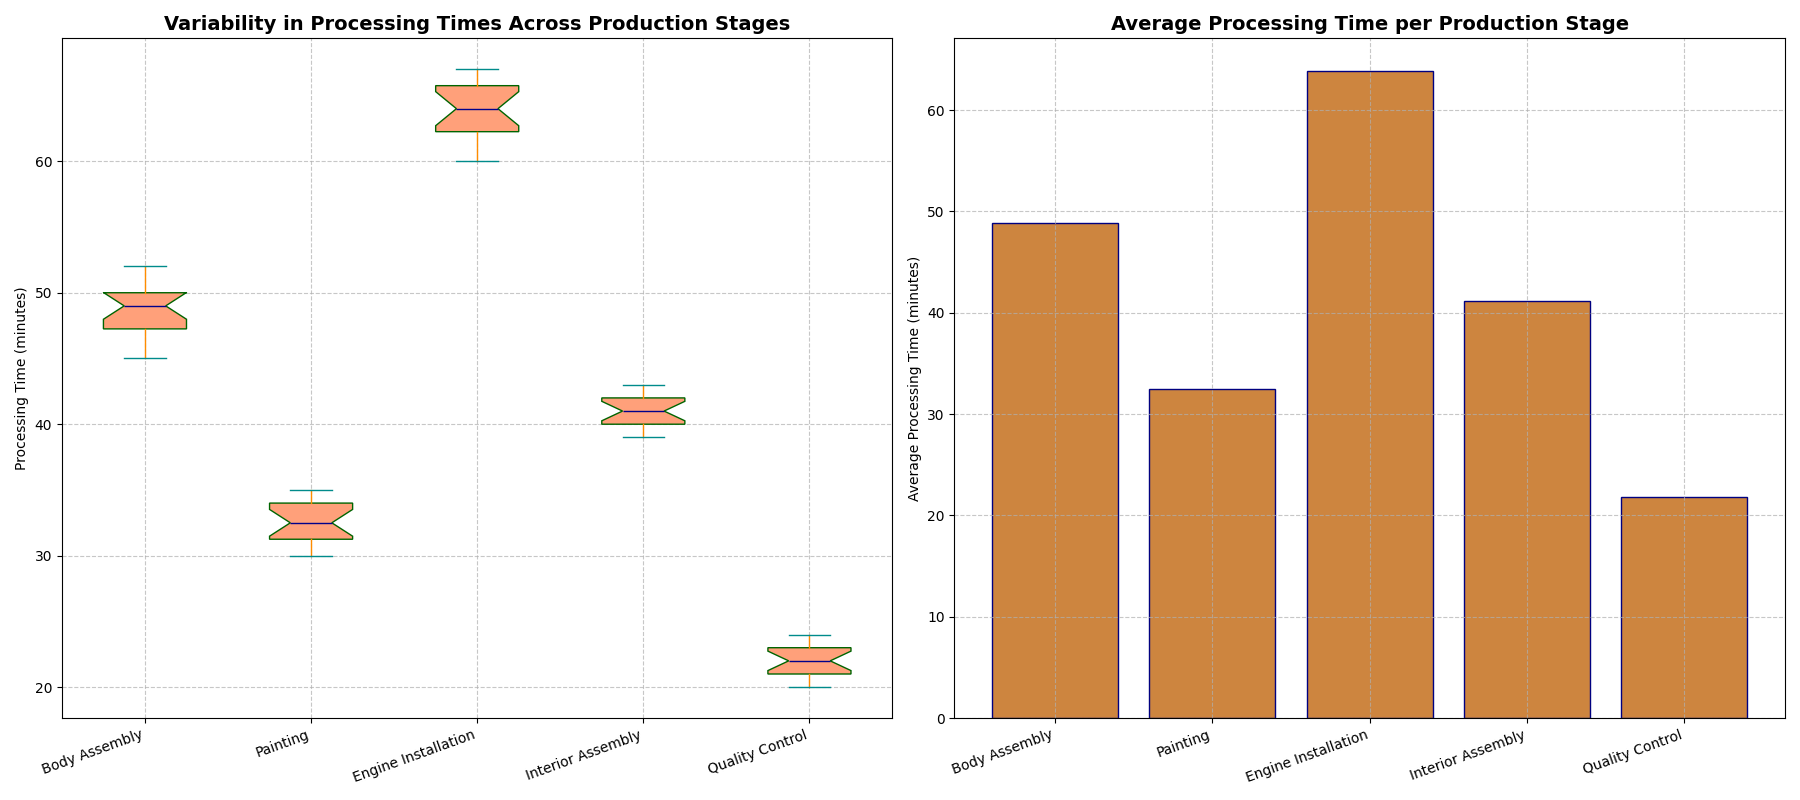 Variability in Processing Times Across Production Stages
Processing Time (minutes)
60
50
40
30
20
Body Assembly
Painting
Engine Installation
Interior Assembly
Quality Control
Average Processing Time per Production Stage
Average Processing Time (minutes)
60
50
40
30
20
10
0
Body Assembly
Painting
Engine Installation
Interior Assembly
Quality Control